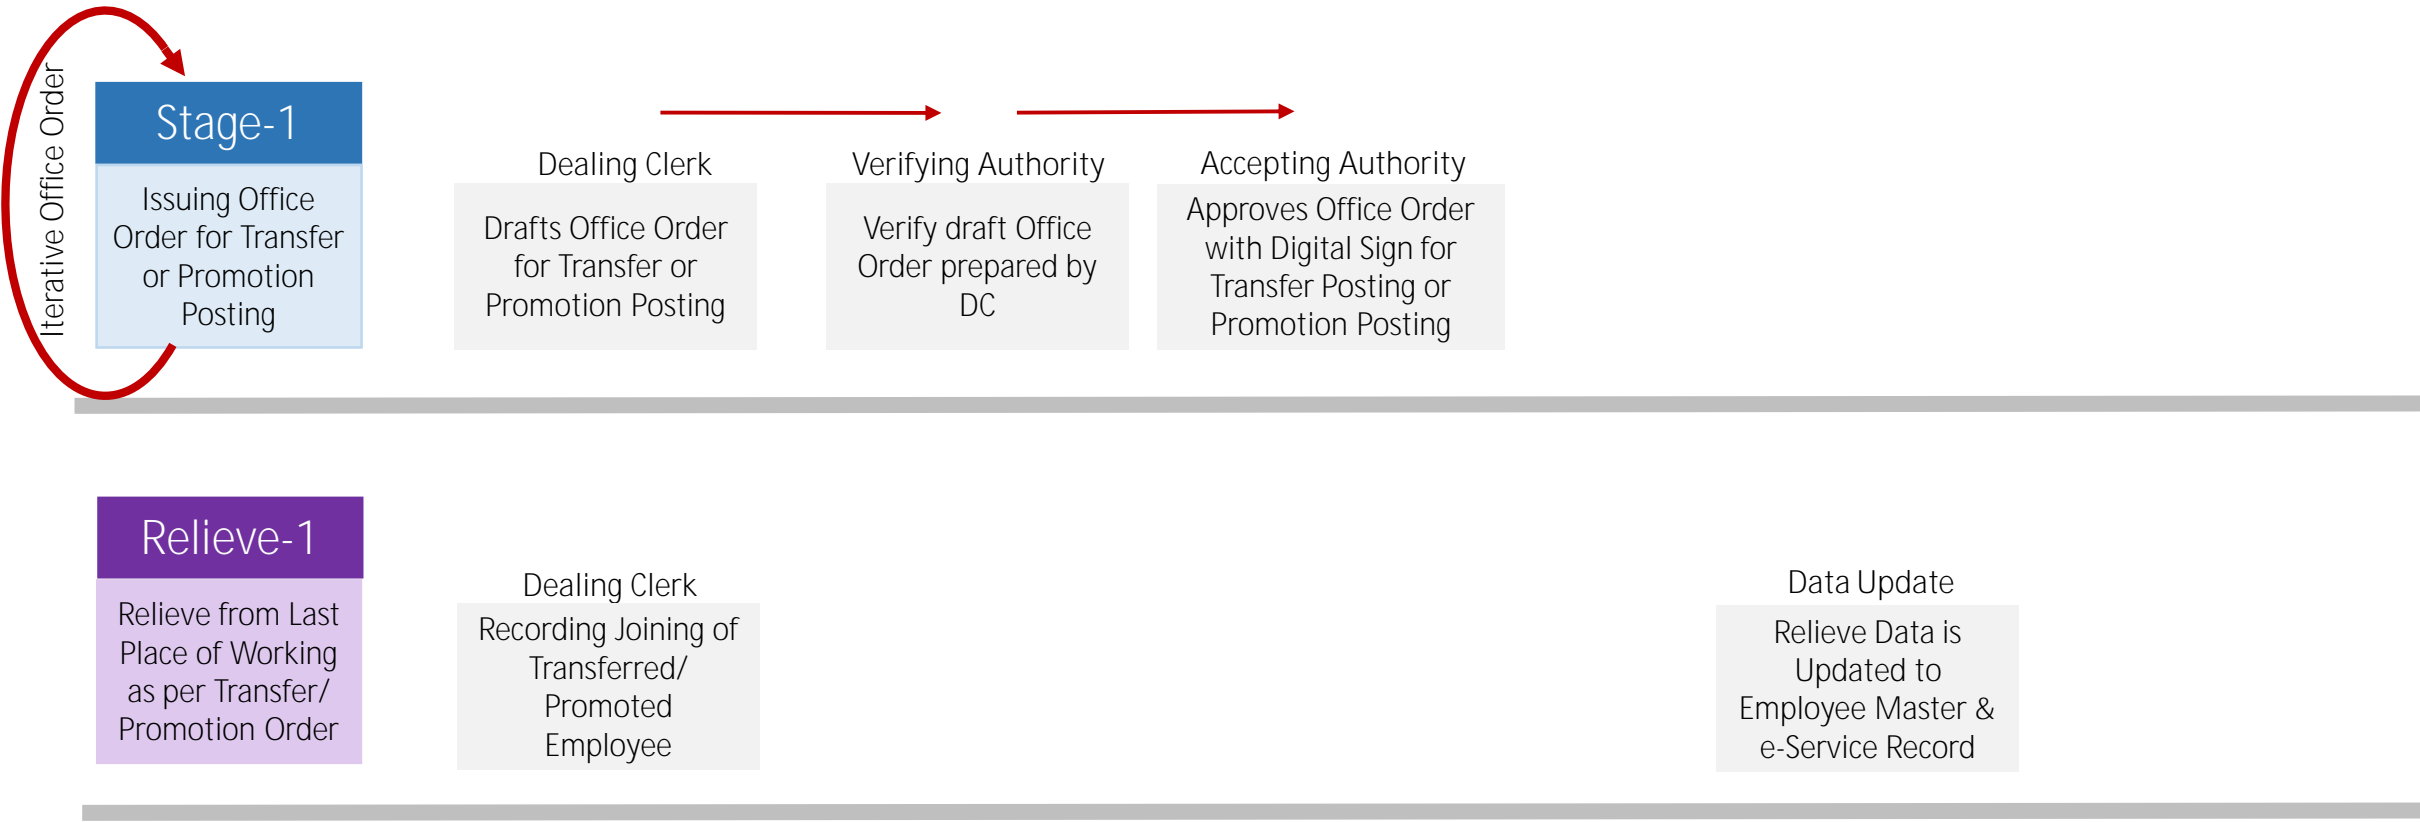 Iterative Office Order
Stage-1
Issuing Office
Order for Transfer
or Promotion
Posting
Dealing Clerk
Drafts Office Order
for Transfer or
Promotion Posting
Verifying Authority
Verify draft Office
Order prepared by
DC
Accepting Authority
Approves Office Order
with Digital Sign for
Transfer Posting or
Promotion Posting
Relieve-1
Relieve from Last
Place of Working
as per Transfer/
Promotion Order
Dealing Clerk
Recording Joining of
Transferred/
Promoted
Employee
Data Update
Relieve Data is
Updated to
Employee Master &
e-Service Record